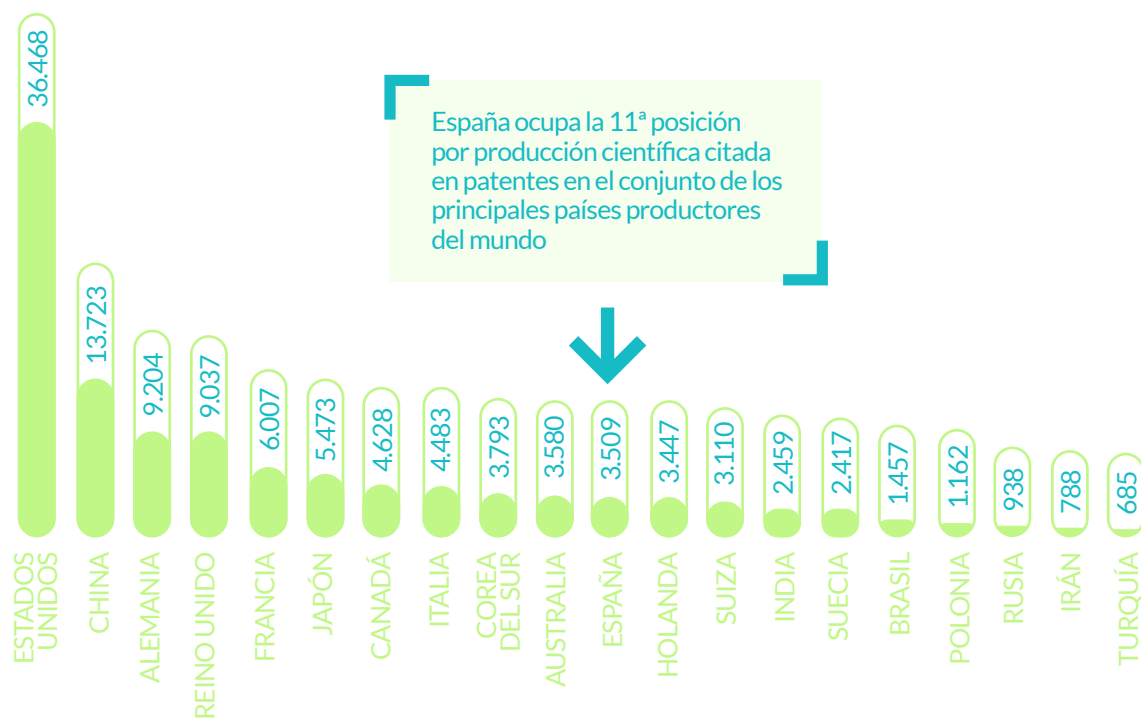 España ocupa la 11ª posición
por producción científica citada
en patentes en el conjunto de los
principales países productores
del mundo
36.468
13.723
9.204
9.037
6.007
5.473
4.628
4.483
3.793
3.580
3.509
3.447
3.110
2.459
2.417
1.457
1.162
938
788
685
ESTADOS
UNIDOS
CHINA
ALEMANIA
REINO UNIDO
FRANCIA
JAPÓN
CANADÁ
ITALIA
COREA
DEL SUR
AUSTRALIA
ESPAÑA
HOLANDA
SUIZA
INDIA
SUECIA
BRASIL
POLONIA
RUSIA
IRÁN
TURQUÍA